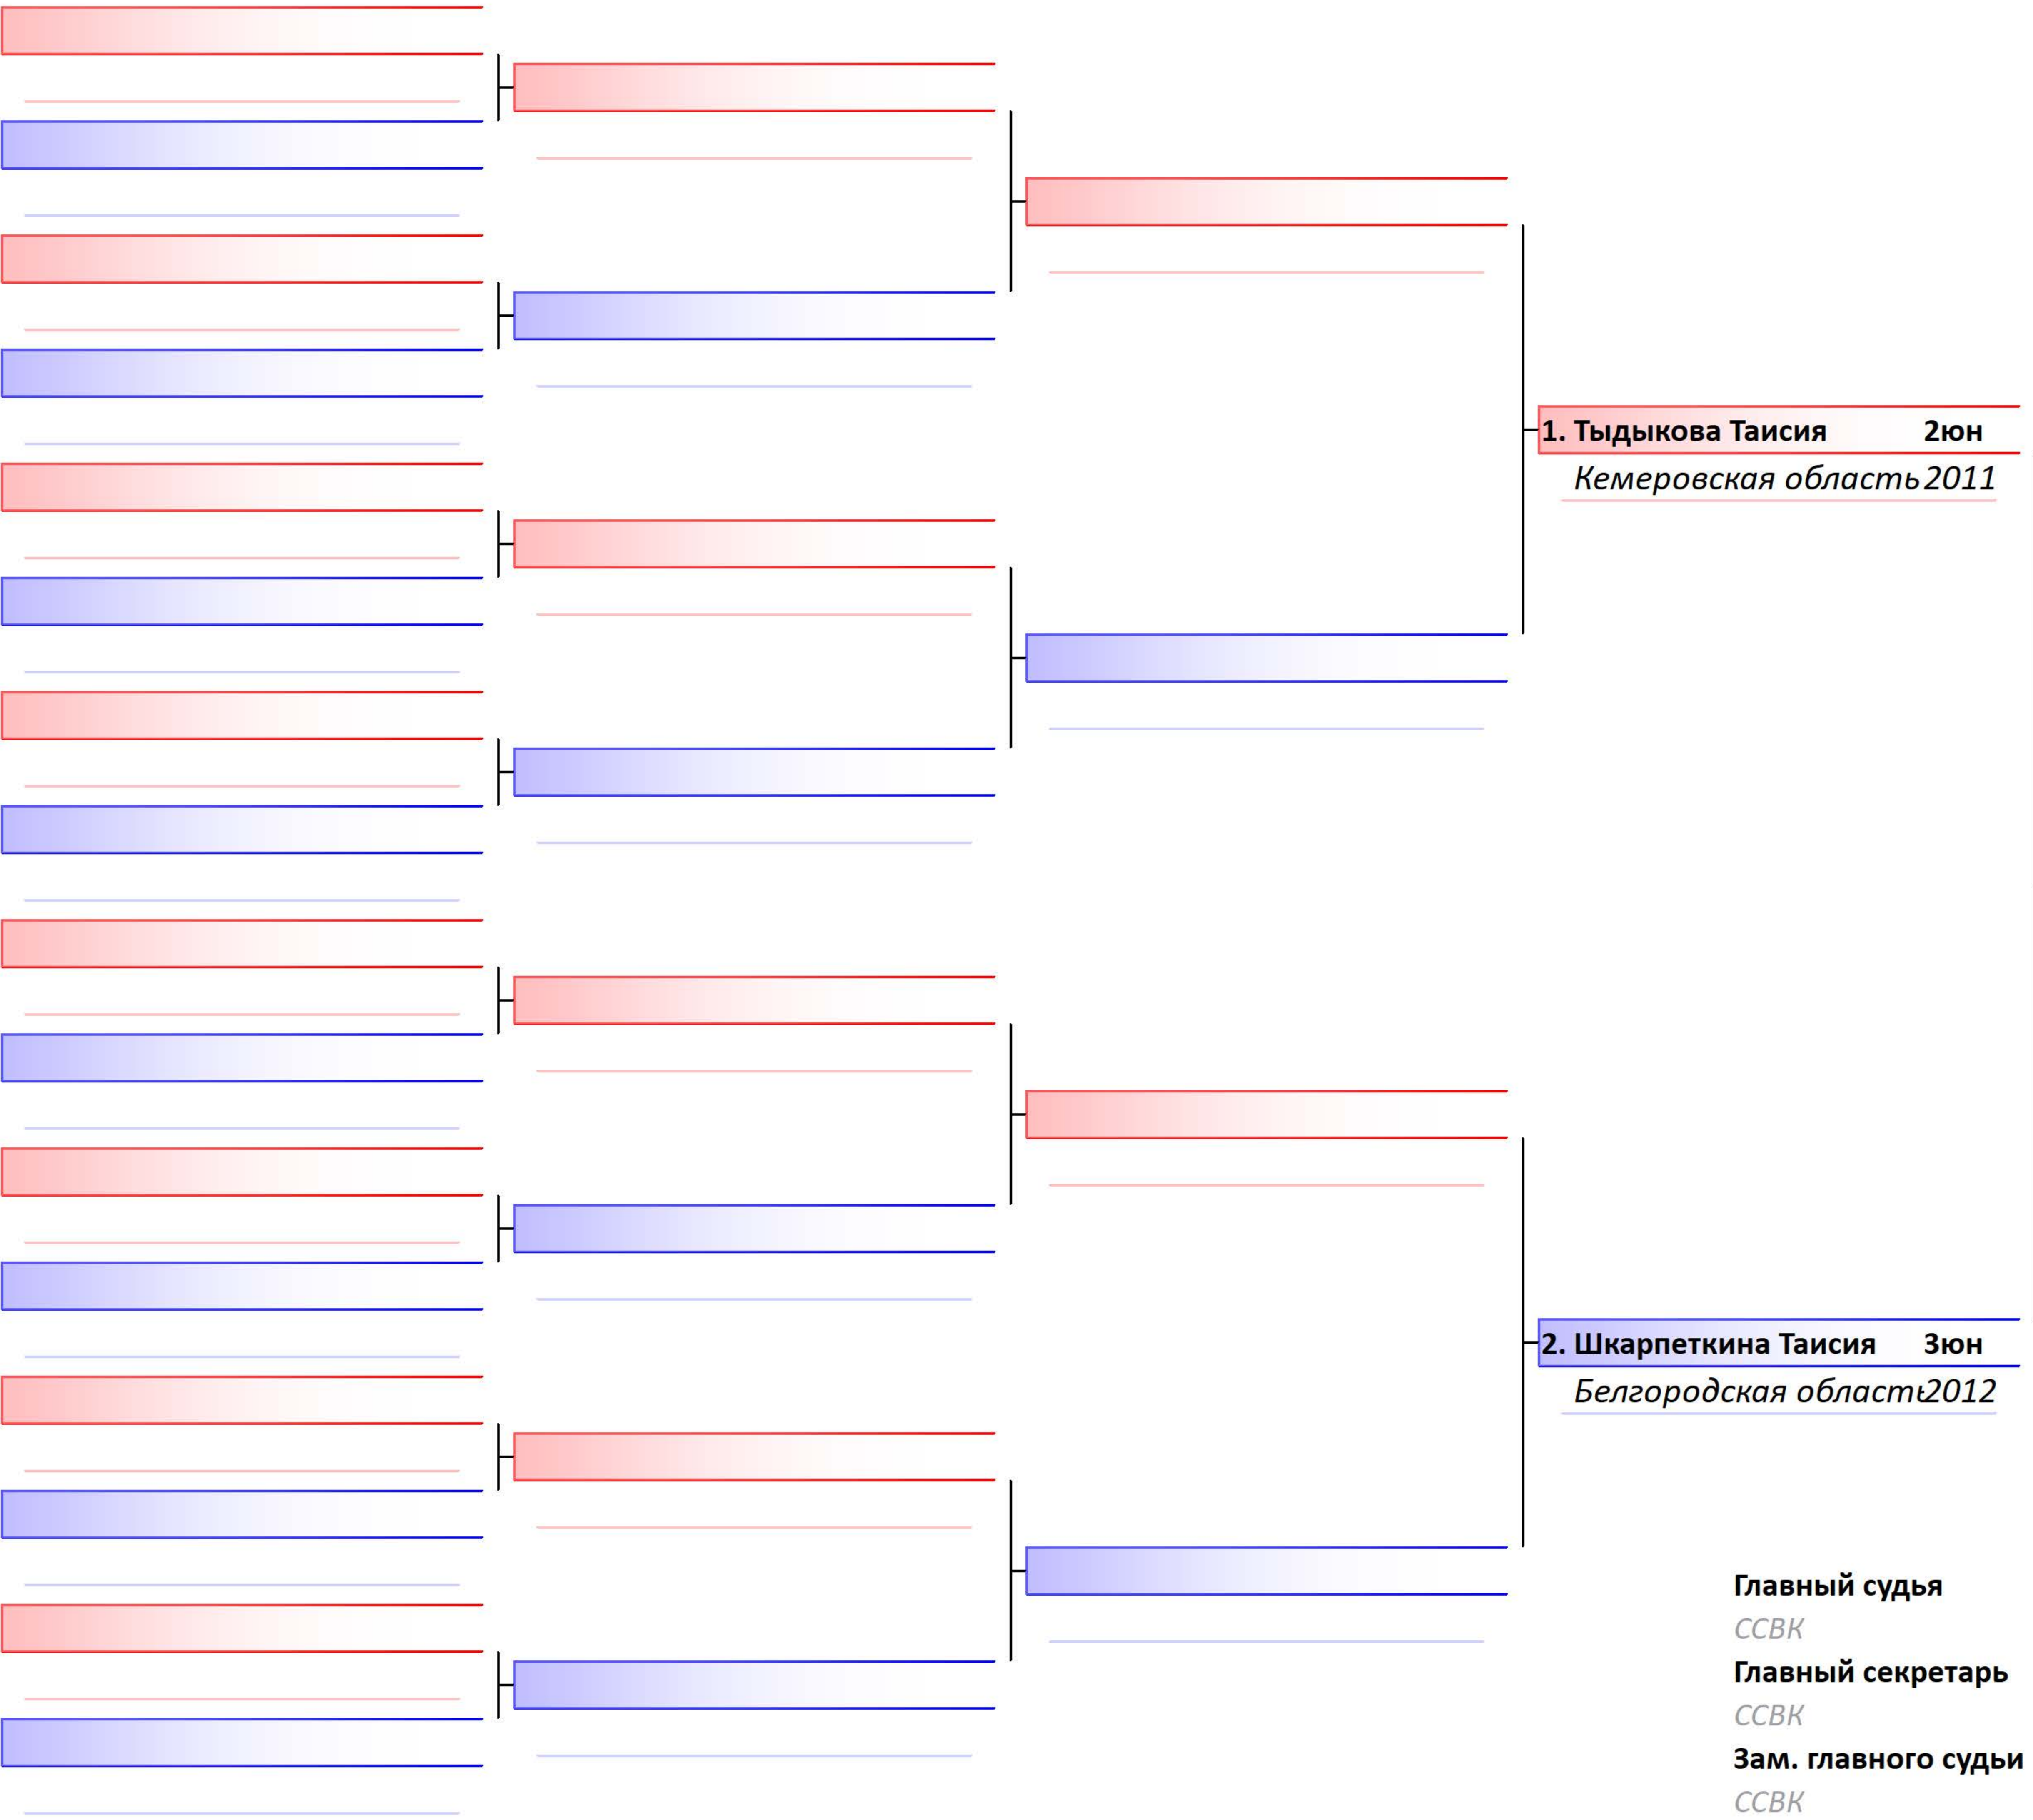 1. Тыдыкова Таисия 2юн
Кемеровская область 2011
2. Шкарпеткина Таисия 3юн
Белгородская область 2012
Главный судья
ССВК
Главный секретарь
ССВК
Зам. главного судьи
ССВК